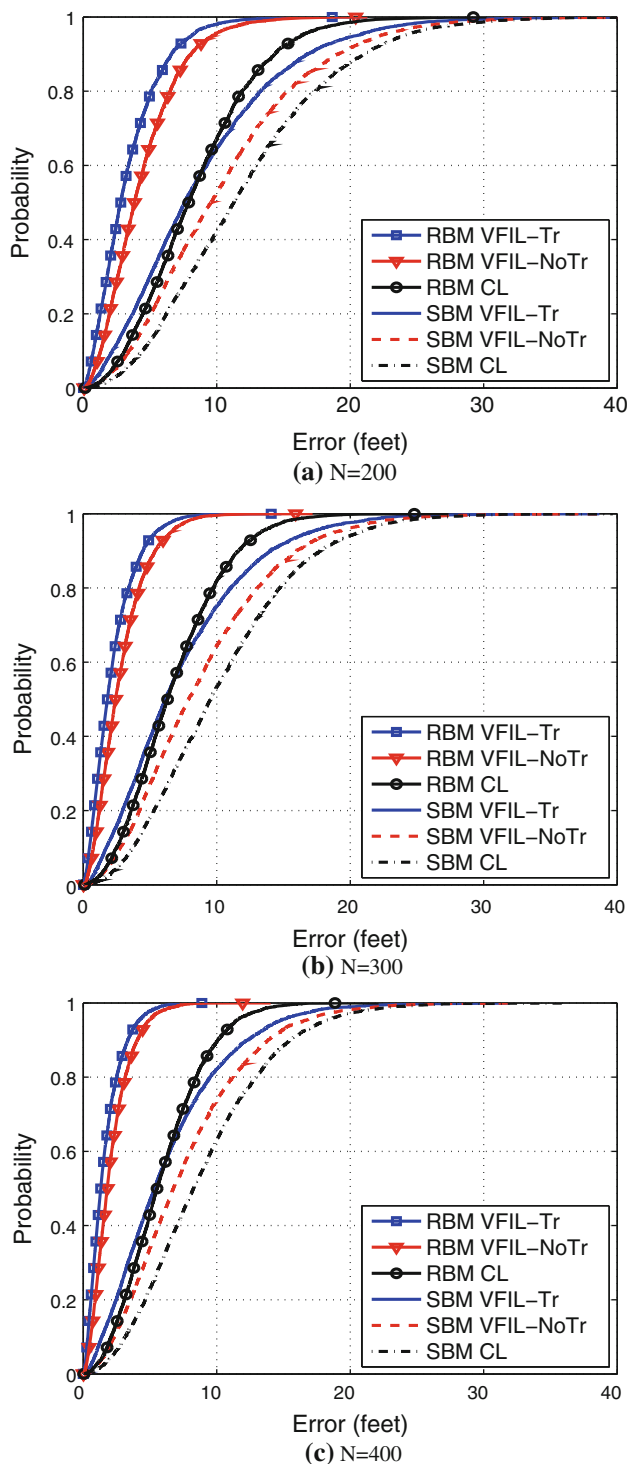 1
0.8
0.6
0.4
0.2
0
Probability
RBM VFIL−Tr
RBM VFIL−NoTr
RBM CL
SBM VFIL−Tr
SBM VFIL−NoTr
SBM CL
0 10 20 30 40
Error (feet)
(a) N=200
1
0.8
0.6
0.4
0.2
0
Probability
RBM VFIL−Tr
RBM VFIL−NoTr
RBM CL
SBM VFIL−Tr
SBM VFIL−NoTr
SBM CL
0 10 20 30 40
Error (feet)
(b) N=300
1
0.8
0.6
0.4
0.2
0
Probability
RBM VFIL−Tr
RBM VFIL−NoTr
RBM CL
SBM VFIL−Tr
SBM VFIL−NoTr
SBM CL
0 10 20 30 40
Error (feet)
(c) N=400